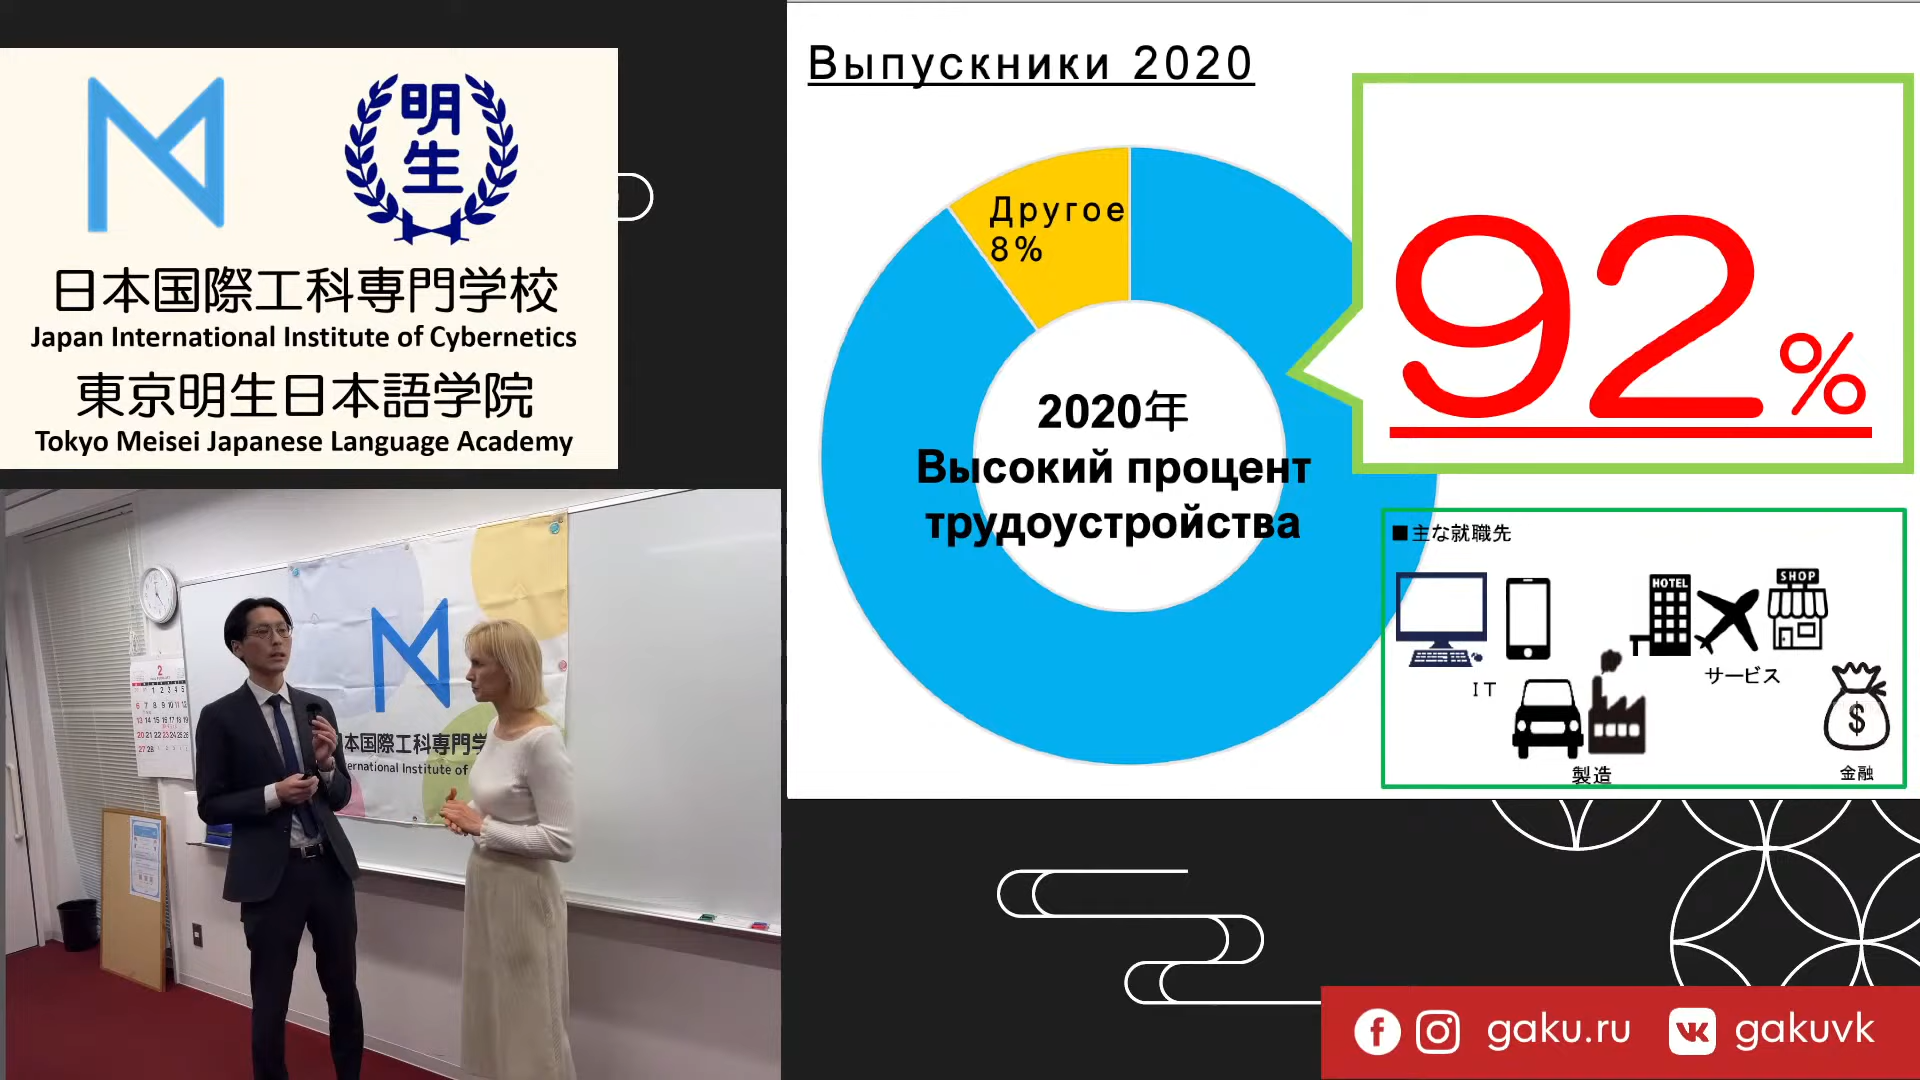 明
生
日本国際工科専門学校
Japan International Institute of Cybernetics
東京明生日本語学院
Tokyo Meisei Japanese Language Academy
Выпускники 2020
Другое
8%
92%
2020年
Высокий процент
трудоустройства
■主な就職先
HOTEL
SHOP
IT
サービス
$
製造
金融
本国際工科専門学
ernational Institute of
2
gaku.ru
gakuvk